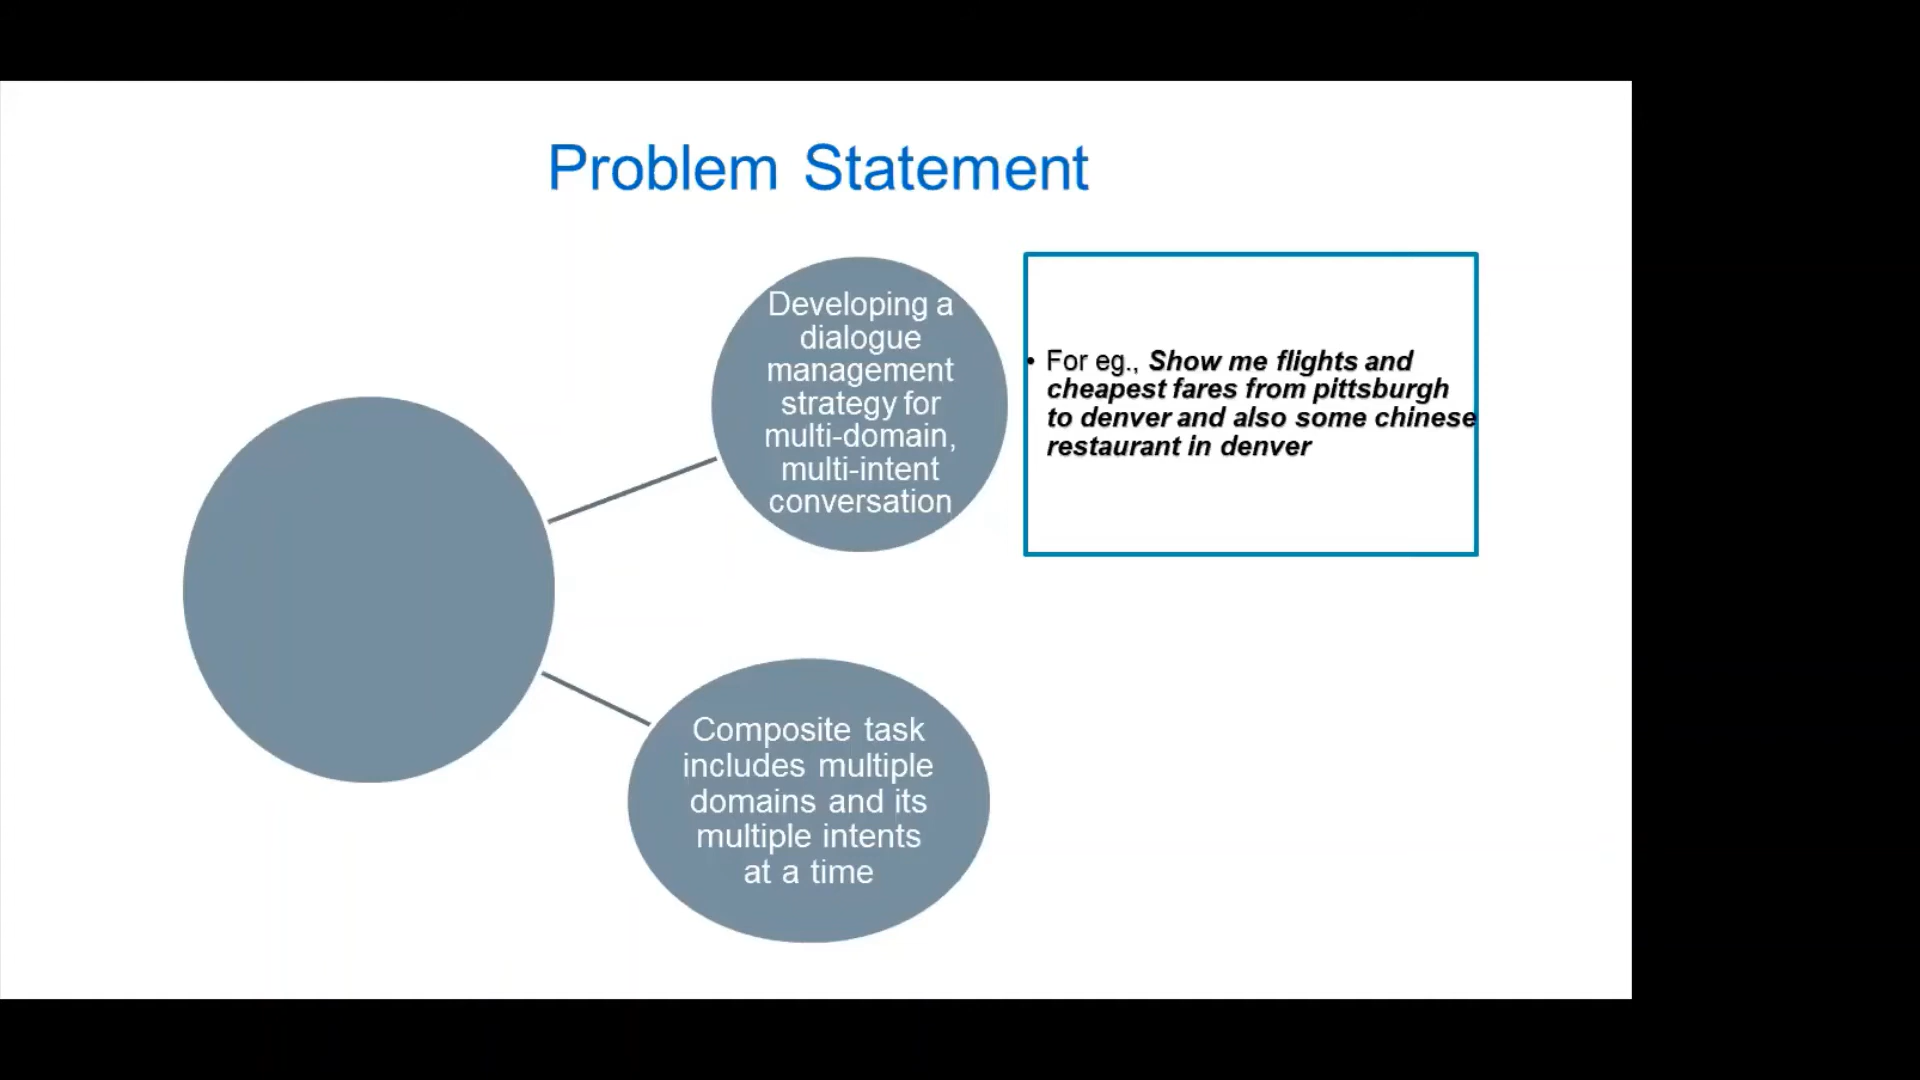 Problem Statement
Developing a
dialogue
management
strategy for
multi-domain,
multi-intent
conversation
• For eg., Show me flights and
cheapest fares from pittsburgh
to denver and also some chinese
restaurant in denver
Composite task
includes multiple
domains and its
multiple intents
at a time